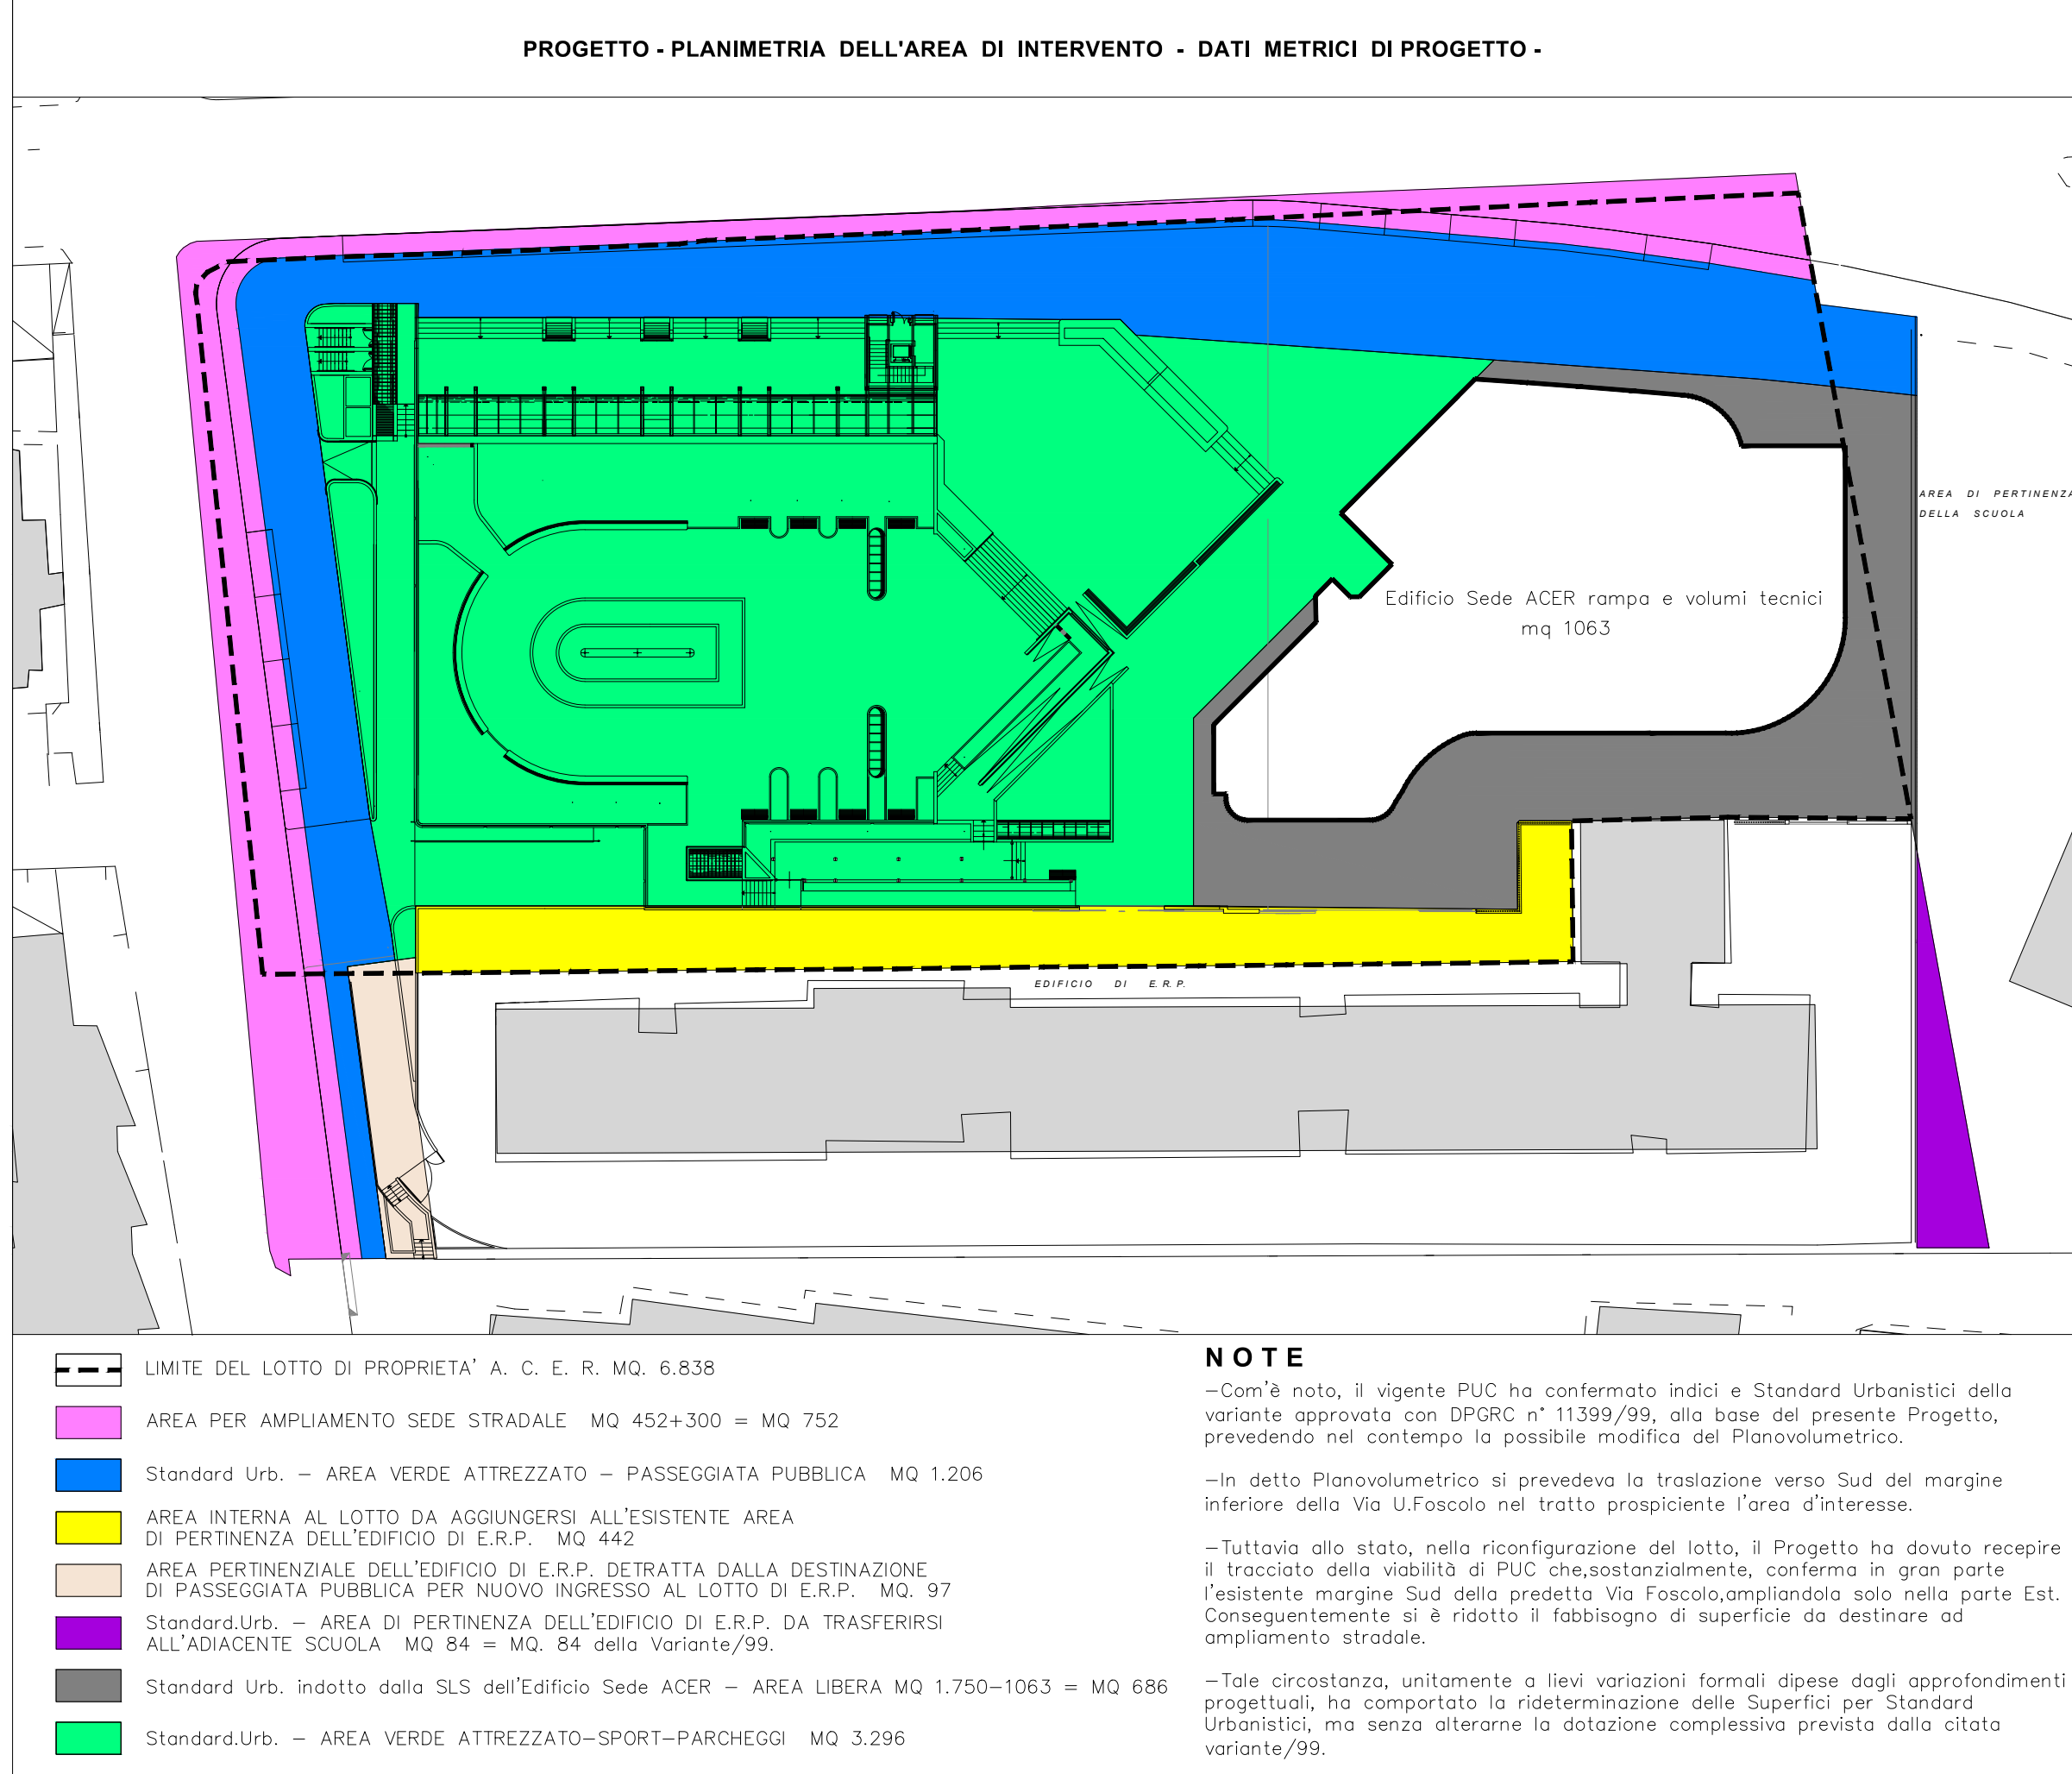 PROGETTO - PLANIMETRIA DELL'AREA DI INTERVENTO - DATI METRICI DI PROGETTO -
AREA DI PERTINENZA
DELLA SCUOLA
Edificio Sede ACER rampa e volumi tecnici
mq 1063
EDIFICIO DI E.R.P.
LIMITE DEL LOTTO DI PROPRIETA' A. C. E. R. MQ. 6.838
AREA PER AMPLIAMENTO SEDE STRADALE MQ 452+300 = MQ 752
Standard Urb. – AREA VERDE ATTREZZATO – PASSEGGIATA PUBBLICA MQ 1.206
AREA INTERNA AL LOTTO DA AGGIUNGERSI ALL'ESISTENTE AREA
DI PERTINENZA DELL'EDIFICIO DI E.R.P. MQ 442
AREA PERTINENZIALE DELL'EDIFICIO DI E.R.P. DETRATTA DALLA DESTINAZIONE
DI PASSEGGIATA PUBBLICA PER NUOVO INGRESSO AL LOTTO DI E.R.P. MQ. 97
Standard.Urb. – AREA DI PERTINENZA DELL'EDIFICIO DI E.R.P. DA TRASFERIRSI
ALL'ADIACENTE SCUOLA MQ 84 = MQ. 84 della Variante/99.
Standard Urb. indotto dalla SLS dell'Edificio Sede ACER – AREA LIBERA MQ 1.750–1063 = MQ 686
Standard.Urb. – AREA VERDE ATTREZZATO–SPORT–PARCHEGGI MQ 3.296
NOTE
–Com'è noto, il vigente PUC ha confermato indici e Standard Urbanistici della
variante approvata con DPGRC n° 11399/99, alla base del presente Progetto,
prevedendo nel contempo la possibile modifica del Planovolumetrico.
–In detto Planovolumetrico si prevedeva la traslazione verso Sud del margine
inferiore della Via U.Foscolo nel tratto prospiciente l'area d'interesse.
–Tuttavia allo stato, nella riconfigurazione del lotto, il Progetto ha dovuto recepire
il tracciato della viabilità di PUC che,sostanzialmente, conferma in gran parte
l'esistente margine Sud della predetta Via Foscolo,ampliandola solo nella parte Est.
Conseguentemente si è ridotto il fabbisogno di superficie da destinare ad
ampliamento stradale.
–Tale circostanza, unitamente a lievi variazioni formali dipese dagli approfondimenti
progettuali, ha comportato la rideterminazione delle Superfici per Standard
Urbanistici, ma senza alterarne la dotazione complessiva prevista dalla citata
variante/99.